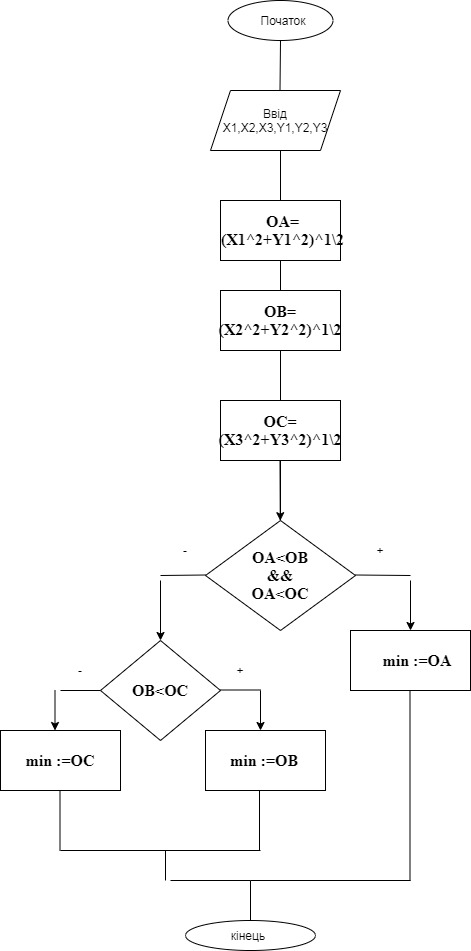 Початок
Ввід
X1,X2,X3,Y1,Y2,Y3
OA=
(X1^2+Y1^2)^1\2
OB=
(X2^2+Y2^2)^1\2
OC=
(X3^2+Y3^2)^1\2
-
+
OA<OB
&&
OA<OC
min :=OA
-
+
OB<OC
min :=OC
min :=OB
кінець